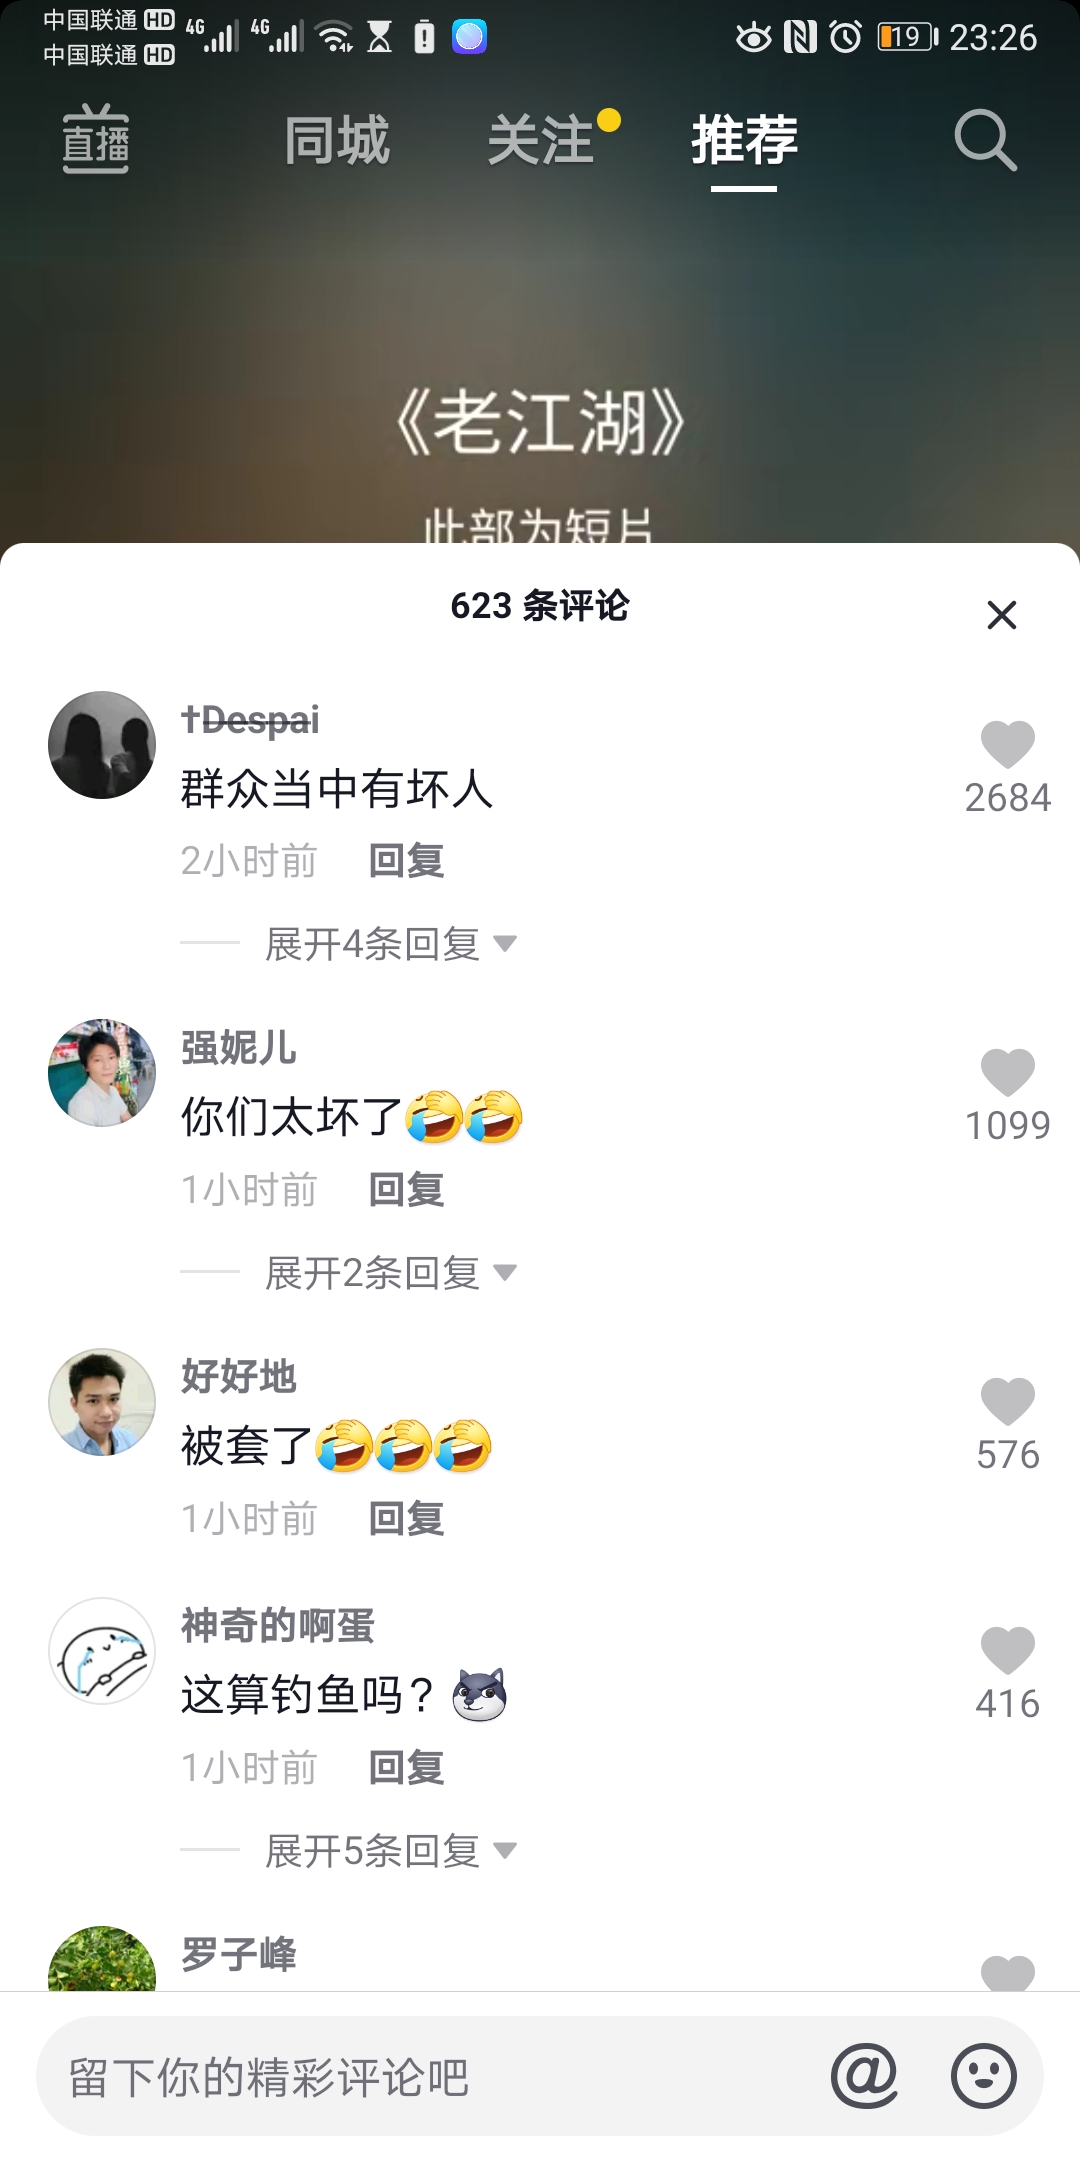 中国联通 HD 4G 4G 19 23:26
中国联通 HD
直播 同城 关注 推荐
《老江湖》
此部为短片
623 条评论
†Despai
群众当中有坏人
2684
2小时前 回复
展开4条回复
强妮儿
你们太坏了🤣🤣
1099
1小时前 回复
展开2条回复
好好地
被套了🤣🤣🤣
576
1小时前 回复
神奇的啊蛋
这算钓鱼吗？
416
1小时前 回复
展开5条回复
罗子峰
留下你的精彩评论吧 @